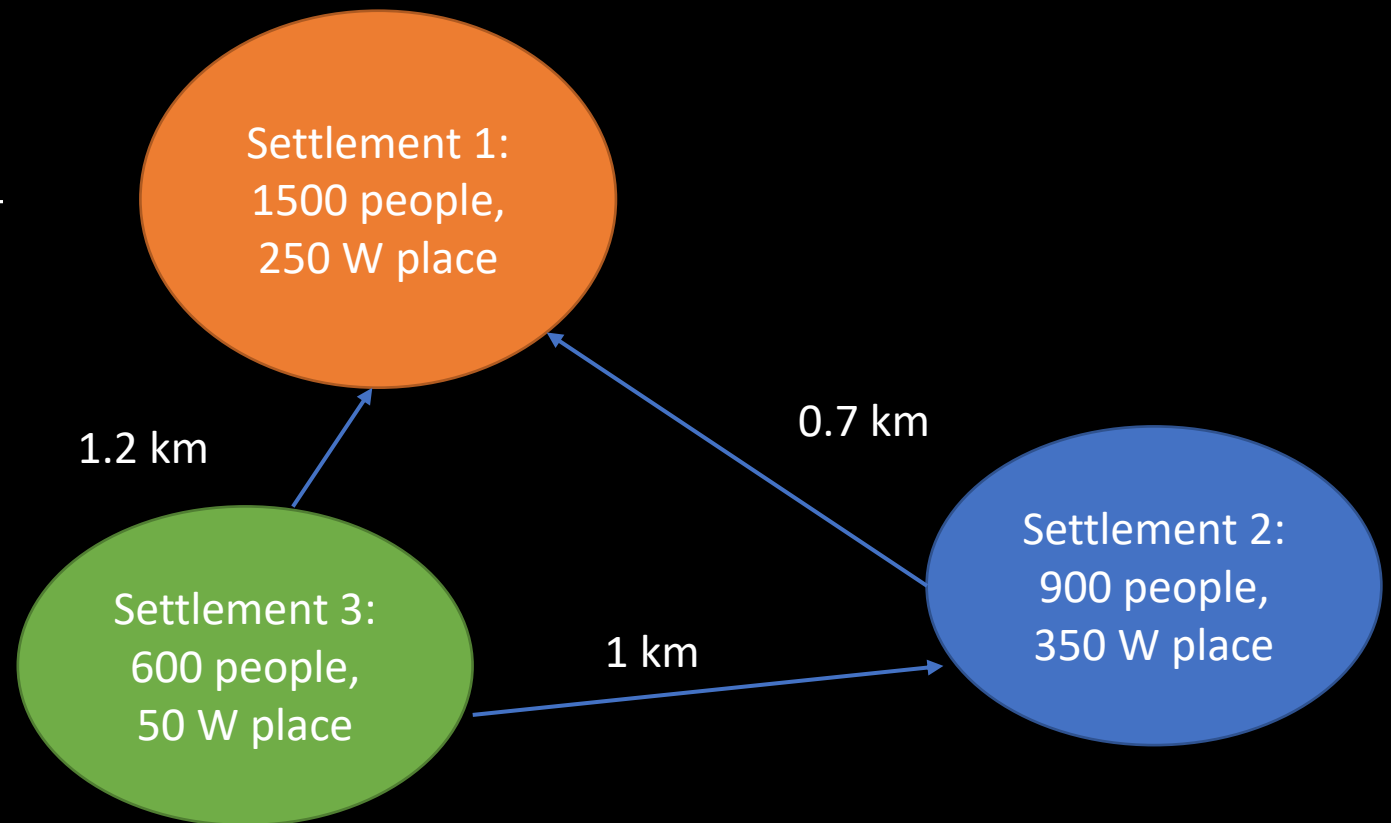 Settlement 1:
1500 people,
250 W place
0.7 km
1.2 km
Settlement 2:
900 people,
350 W place
Settlement 3:
600 people,
50 W place
1 km